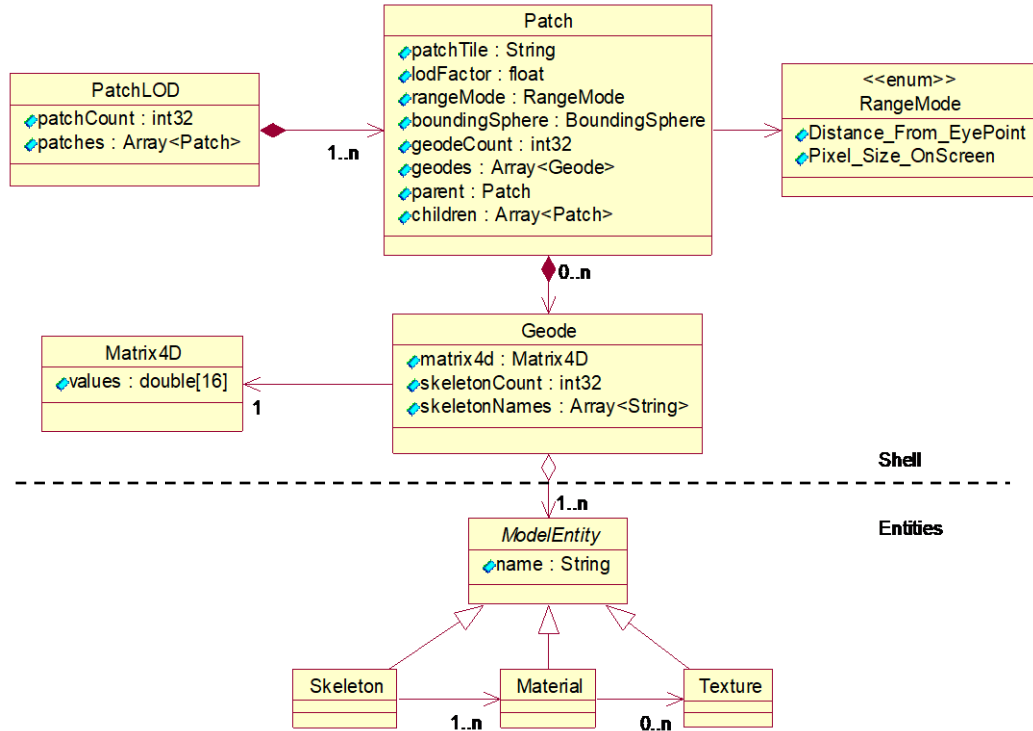 Patch
patchTile : String
lodFactor : float
rangeMode : RangeMode
boundingSphere : BoundingSphere
geodeCount : int32
geodes : Array<Geode>
parent : Patch
children : Array<Patch>
PatchLOD
patchCount : int32
patches : Array<Patch>
1..n
<<enum>>
RangeMode
Distance_From_EyePoint
Pixel_Size_OnScreen
0..n
Geode
matrix4d : Matrix4D
skeletonCount : int32
skeletonNames : Array<String>
Matrix4D
values : double[16]
1
Shell
1..n
Entities
ModelEntity
name : String
Skeleton
Material
Texture
1..n
0..n